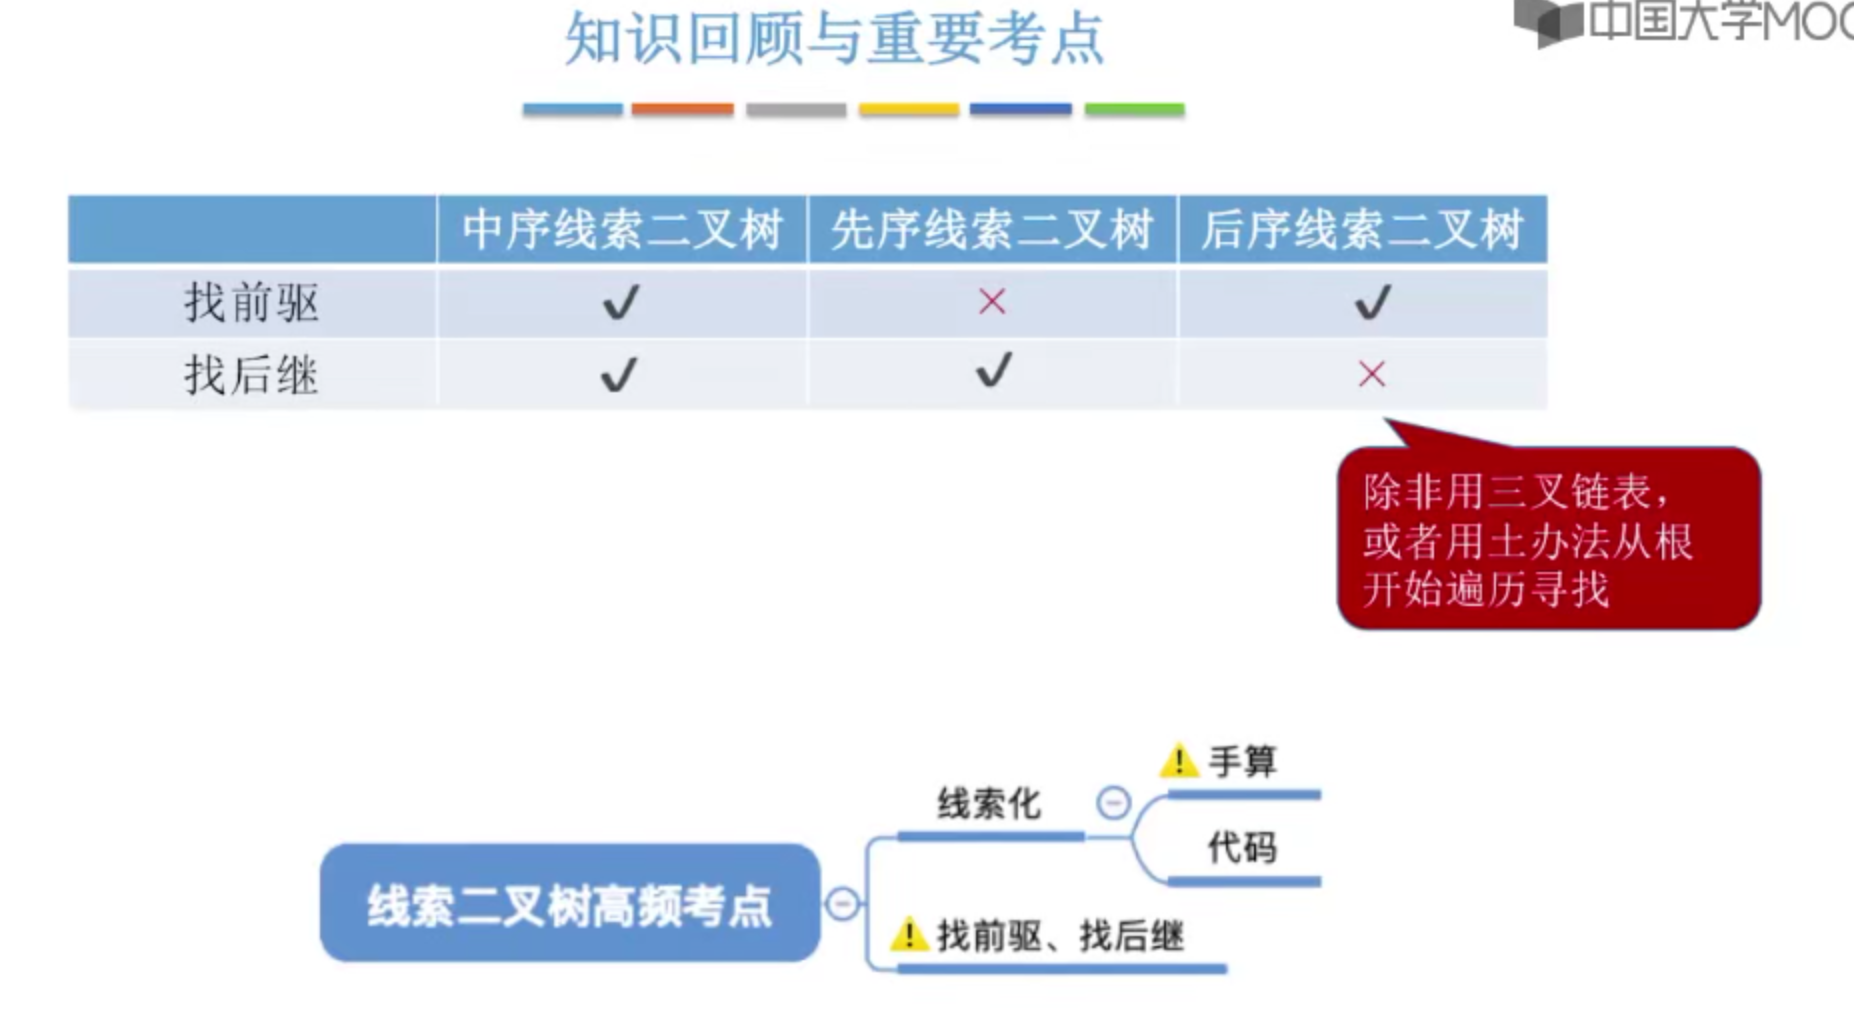 知识回顾与重要考点
中国大学MOO
中序线索二叉树 先序线索二叉树 后序线索二叉树
找前驱 ✓ × ✓
找后继 ✓ ✓ ×
除非用三叉链表，
或者用土办法从根
开始遍历寻找
线索二叉树高频考点
线索化
手算
代码
找前驱、找后继